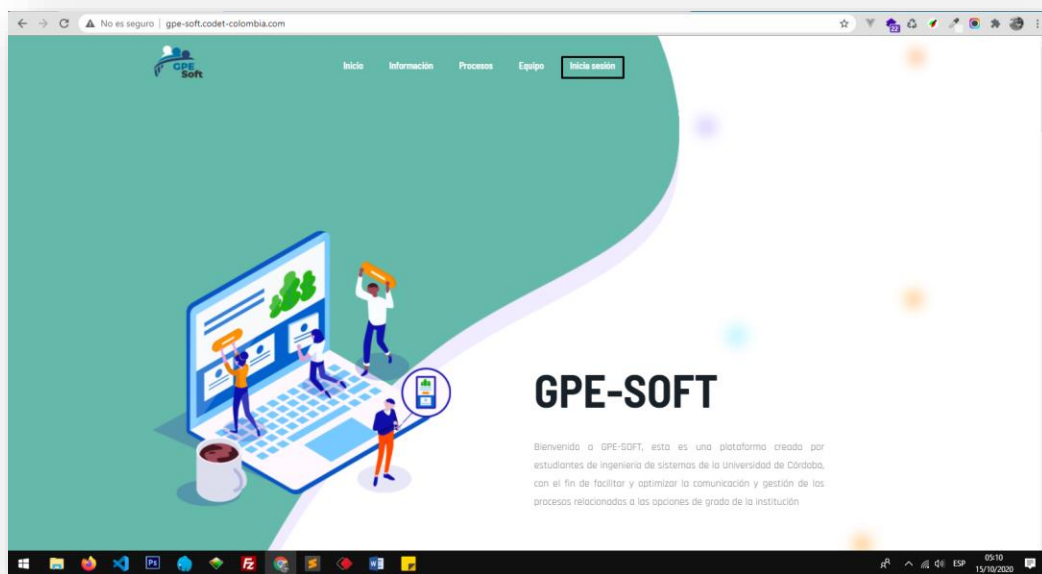 No es seguro | gpe-soft.codet-colombia.com
22
GPE
Soft
Inicio Información Procesos Equipo Inicia sesión
GPE-SOFT
Bienvenido a GPE-SOFT, esta es una plataforma creada por
estudiantes de ingeniería de sistemas de la Universidad de Córdoba,
con el fin de facilitar y optimizar la comunicación y gestión de los
procesos relacionados a las opciones de grado de la institución
Ps
Fz
ESP
05:10
15/10/2020